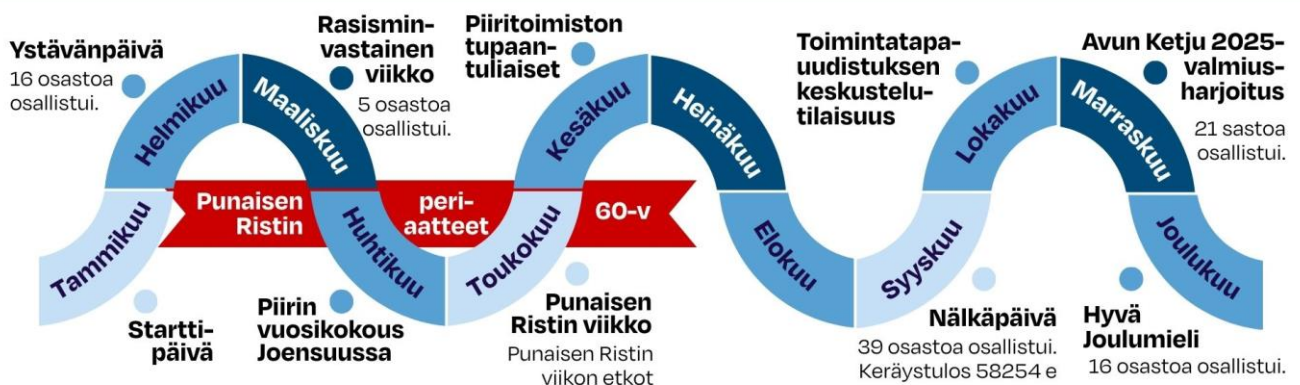 Ystävänpäivä
16 osastoa
osallistui.
Helmikuu
Maaliskuu
Rasismin-
vastainen
viikko
5 osastoa
osallistui.
Piiritoimiston
tupaan-
tuliaiset
Kesäkuu
Heinäkuu
Toimintatapa-
uudistuksen
keskustelu-
tilaisuus
Lokakuu
Marraskuu
Avun Ketju 2025-
valmius-
harjoitus
21 sastoa
osallistui.
Punaisen
Ristin
peri-
aatteet
60-v
Tammikuu
Startti-
päivä
Piirin
vuosikokous
Joensuussa
Huhtikuu
Toukokuu
Punaisen
Ristin viikko
Punaisen Ristin
viikon etkot
Elokuu
Syyskuu
Nälkäpäivä
39 osastoa osallistui.
Keräystulos 58254 e
Hyvä
Joulumieli
16 osastoa osallistui.
Joulukuu